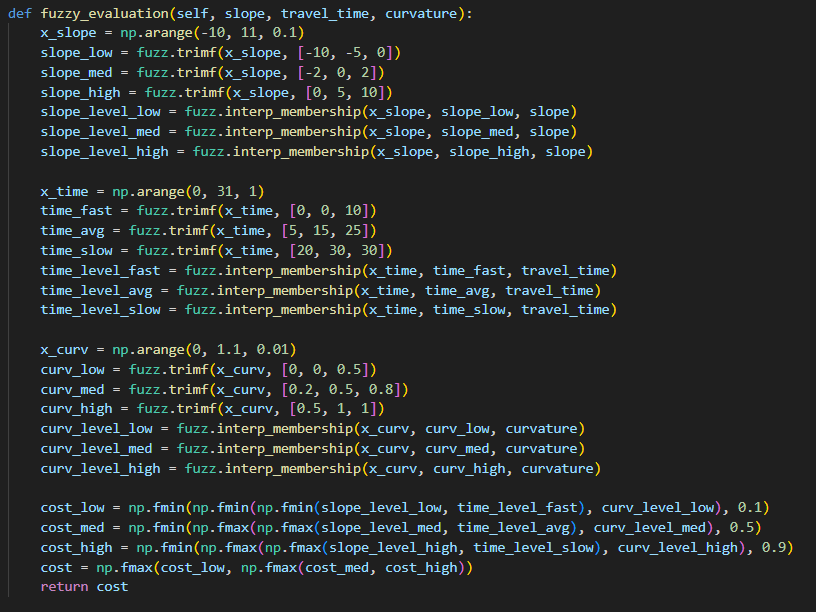 def fuzzy_evaluation(self, slope, travel_time, curvature):
    x_slope = np.arange(-10, 11, 0.1)
    slope_low = fuzz.trimf(x_slope, [-10, -5, 0])
    slope_med = fuzz.trimf(x_slope, [-2, 0, 2])
    slope_high = fuzz.trimf(x_slope, [0, 5, 10])
    slope_level_low = fuzz.interp_membership(x_slope, slope_low, slope)
    slope_level_med = fuzz.interp_membership(x_slope, slope_med, slope)
    slope_level_high = fuzz.interp_membership(x_slope, slope_high, slope)

    x_time = np.arange(0, 31, 1)
    time_fast = fuzz.trimf(x_time, [0, 0, 10])
    time_avg = fuzz.trimf(x_time, [5, 15, 25])
    time_slow = fuzz.trimf(x_time, [20, 30, 30])
    time_level_fast = fuzz.interp_membership(x_time, time_fast, travel_time)
    time_level_avg = fuzz.interp_membership(x_time, time_avg, travel_time)
    time_level_slow = fuzz.interp_membership(x_time, time_slow, travel_time)

    x_curv = np.arange(0, 1.1, 0.01)
    curv_low = fuzz.trimf(x_curv, [0, 0, 0.5])
    curv_med = fuzz.trimf(x_curv, [0.2, 0.5, 0.8])
    curv_high = fuzz.trimf(x_curv, [0.5, 1, 1])
    curv_level_low = fuzz.interp_membership(x_curv, curv_low, curvature)
    curv_level_med = fuzz.interp_membership(x_curv, curv_med, curvature)
    curv_level_high = fuzz.interp_membership(x_curv, curv_high, curvature)

    cost_low = np.fmin(np.fmin(np.fmin(slope_level_low, time_level_fast), curv_level_low), 0.1)
    cost_med = np.fmin(np.fmax(np.fmax(slope_level_med, time_level_avg), curv_level_med), 0.5)
    cost_high = np.fmin(np.fmax(np.fmax(slope_level_high, time_level_slow), curv_level_high), 0.9)
    cost = np.fmax(cost_low, np.fmax(cost_med, cost_high))
    return cost